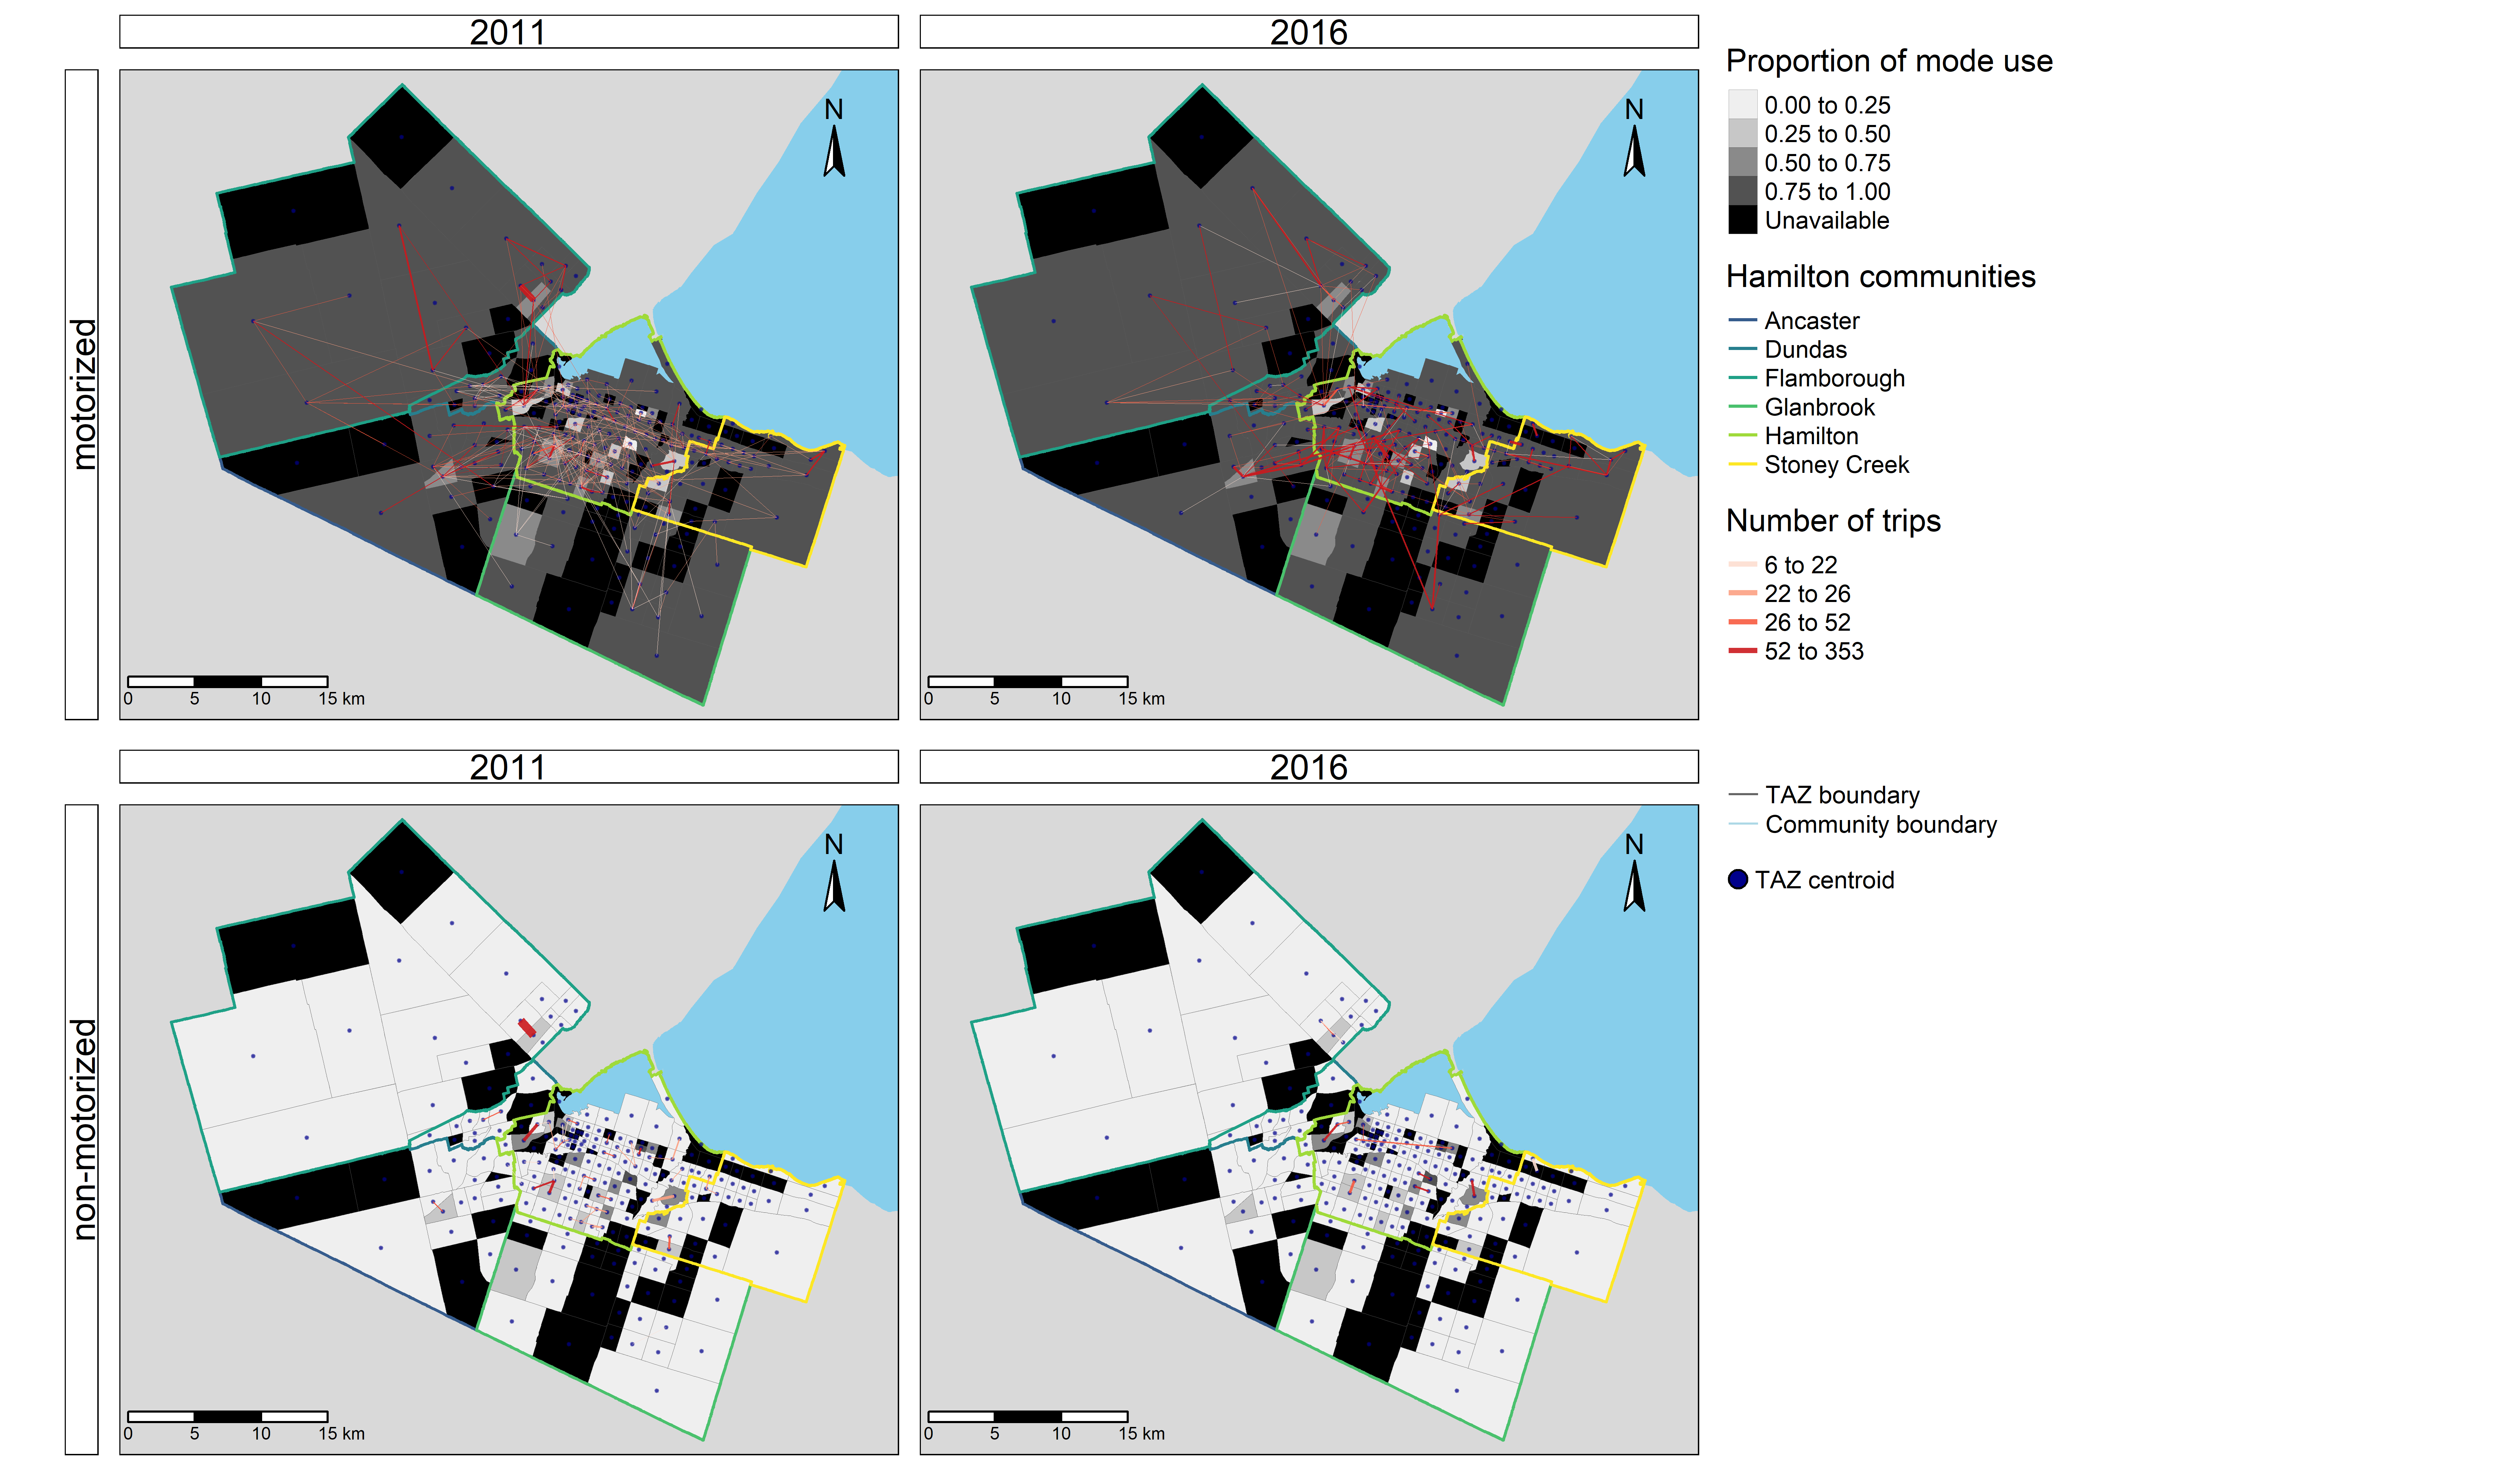 2011
2016
motorized
N
0 5 10 15 km
N
0 5 10 15 km
Proportion of mode use
0.00 to 0.25
0.25 to 0.50
0.50 to 0.75
0.75 to 1.00
Unavailable
Hamilton communities
Ancaster
Dundas
Flamborough
Glanbrook
Hamilton
Stoney Creek
Number of trips
6 to 22
22 to 26
26 to 52
52 to 353
2011
2016
non-motorized
N
0 5 10 15 km
N
0 5 10 15 km
TAZ boundary
Community boundary
TAZ centroid